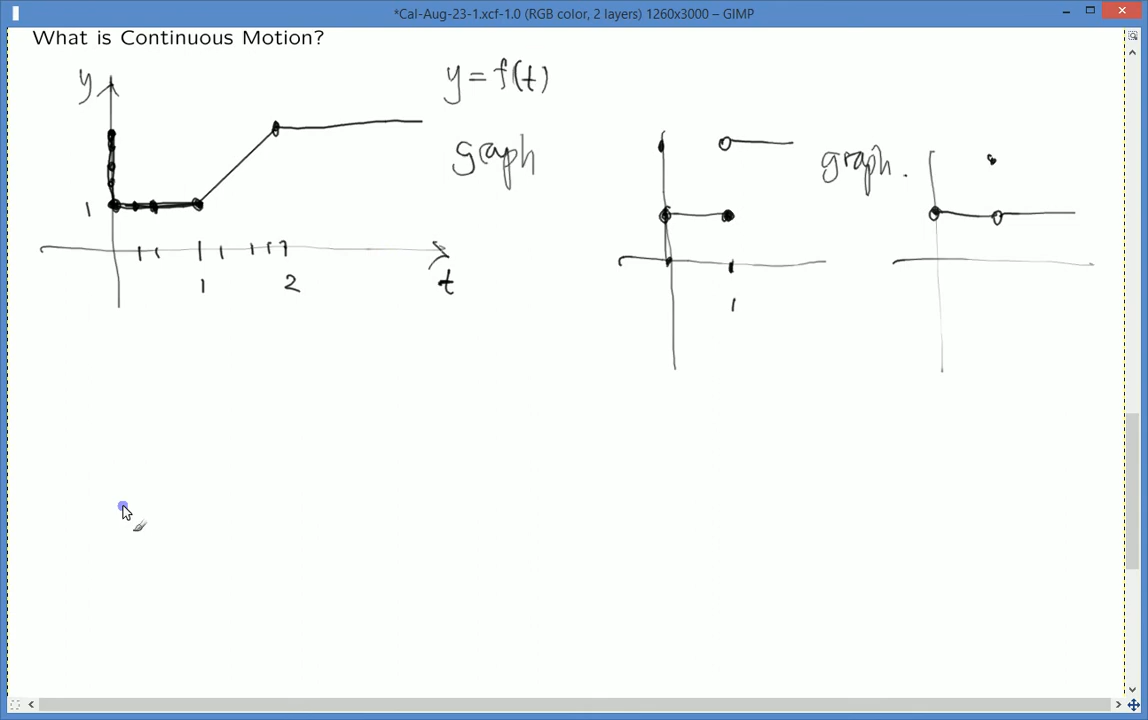 *Cal-Aug-23-1.xcf-1.0 (RGB color, 2 layers) 1260x3000 – GIMP
What is Continuous Motion?
y
y = f(t)
graph
1
1
2
t
graph.
1